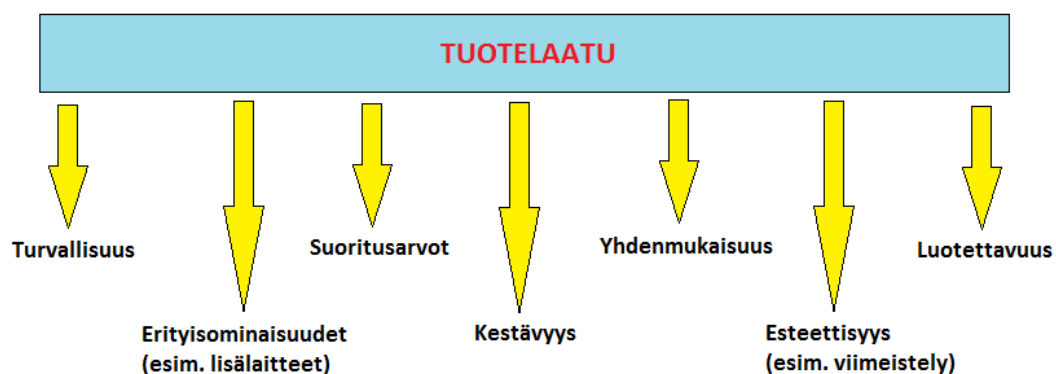 TUOTELAATU
Turvallisuus
Suoritusarvot
Yhdenmukaisuus
Luotettavuus
Erityisominaisuudet
(esim. lisälaitteet)
Kestävyys
Esteettisyys
(esim. viimeistely)